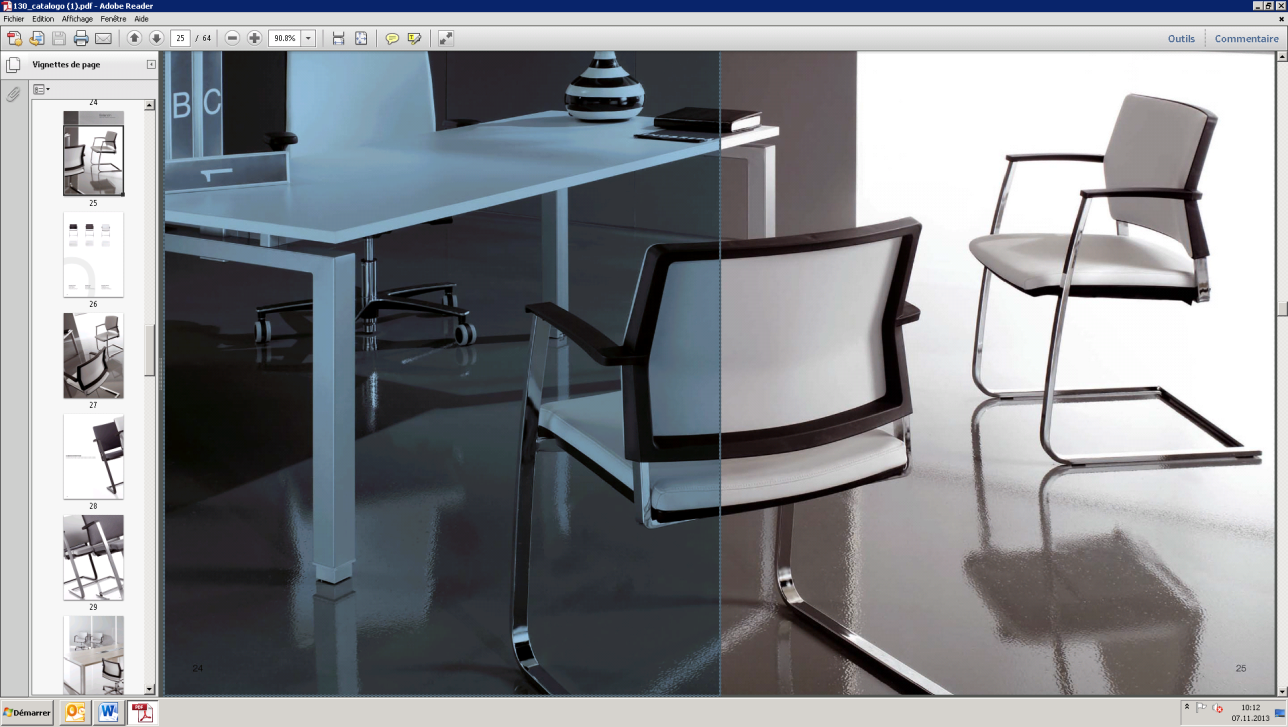 130_catalogo (1).pdf - Adobe Reader
Fichier Edition Affichage Fenêtre Aide
25 / 64 90.8% Outils Commentaire
Vignettes de page
24
25
26
27
28
29
B C
1
24
25
Démarrer
10:12
07.11.2013